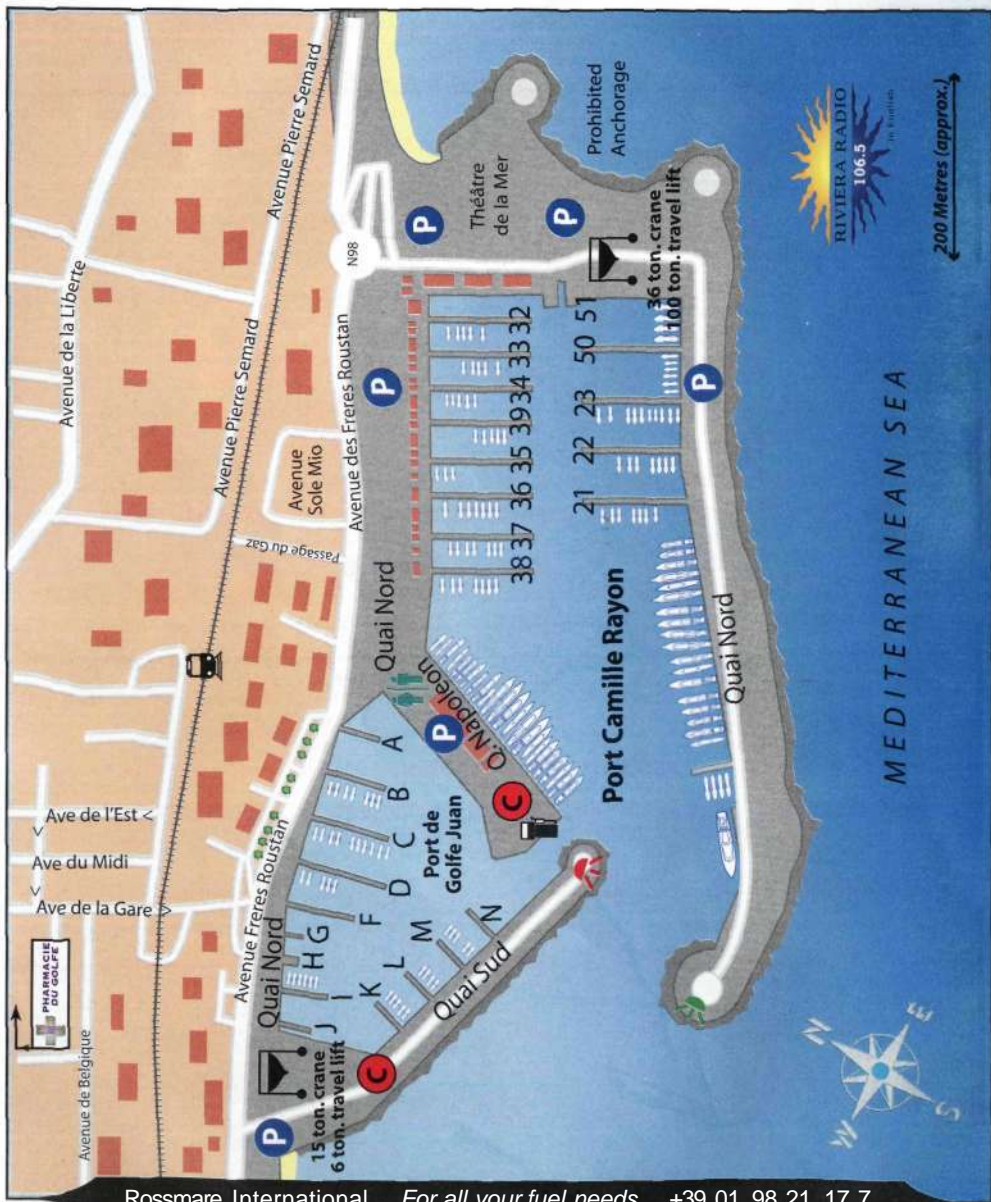 PHARMACIE
DU GOLFE
Avenue de Belgique
Ave de la Gare >
<
Ave du Midi
<
Ave de l'Est <
Avenue de la Liberte
Avenue Pierre Semard
Avenue Pierre Semard
Passage du Gaz
Avenue
Sole Mio
Avenue Freres Roustan
Avenue des Freres Roustan
N98
P
15 ton. crane
6 ton. travel lift
C
Quai Nord
J
I
H
G
F
D
C
B
A
K
L
M
N
Quai Sud
Port de
Golfe Juan
Quai Nord
P
Q. Napoleon
C
P
38 37 36 35 39 34 33 32
21 22 23 50 51
Port Camille Rayon
P
Théâtre
de la Mer
P
Prohibited
Anchorage
36 ton. crane
100 ton. travel lift
P
Quai Nord
MEDITERRANEAN SEA
RIVIERA RADIO
106.5
in English
200 Metres (approx.)
N
E
S
W
Rossmare International For all your fuel needs +39 01 98 21 17 7